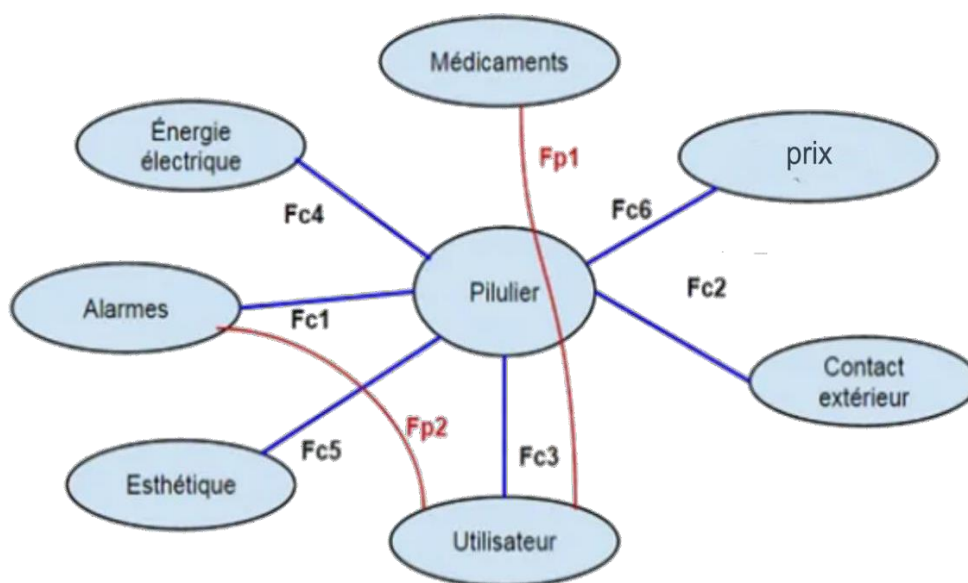 Médicaments
Énergie
électrique
Fp1
prix
Fc4
Fc6
Pilulier
Fc2
Alarmes
Fc1
Contact
extérieur
Fp2
Fc5
Fc3
Esthétique
Utilisateur